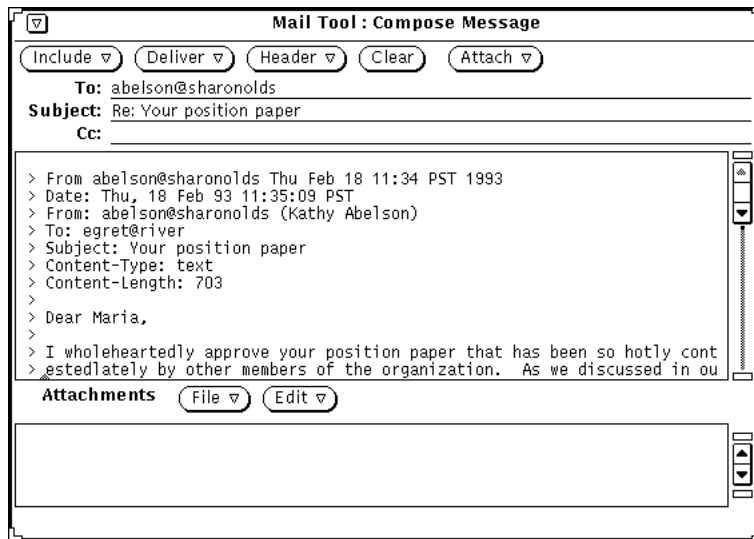 Mail Tool : Compose Message
Include Deliver Header Clear Attach
To: abelson@sharonolds
Subject: Re: Your position paper
Cc:
> From abelson@sharonolds Thu Feb 18 11:34 PST 1993
> Date: Thu, 18 Feb 93 11:35:09 PST
> From: abelson@sharonolds (Kathy Abelson)
> To: egret@river
> Subject: Your position paper
> Content-Type: text
> Content-Length: 703
>
> Dear Maria,
>
> I wholeheartedly approve your position paper that has been so hotly cont
> estedlately by other members of the organization.  As we discussed in ou
Attachments File Edit